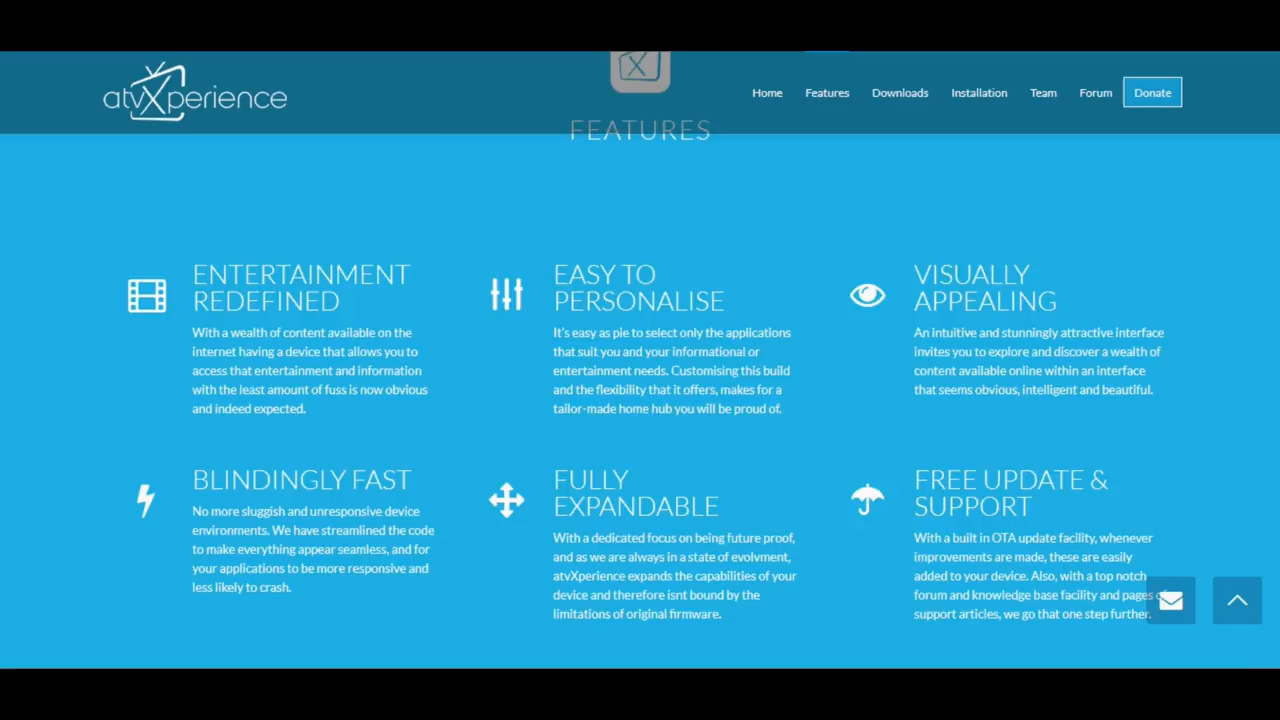 atvXperience
Home Features Downloads Installation Team Forum Donate
FEATURES
ENTERTAINMENT
REDEFINED
With a wealth of content available on the
internet having a device that allows you to
access that entertainment and information
with the least amount of fuss is now obvious
and indeed expected.
EASY TO
PERSONALISE
It's easy as pie to select only the applications
that suit you and your informational or
entertainment needs. Customising this build
and the flexibility that it offers, makes for a
tailor-made home hub you will be proud of.
VISUALLY
APPEALING
An intuitive and stunningly attractive interface
invites you to explore and discover a wealth of
content available online within an interface
that seems obvious, intelligent and beautiful.
BLINDINGLY FAST
No more sluggish and unresponsive device
environments. We have streamlined the code
to make everything appear seamless, and for
your applications to be more responsive and
less likely to crash.
FULLY
EXPANDABLE
With a dedicated focus on being future proof,
and as we are always in a state of evolvment,
atvXperience expands the capabilities of your
device and therefore isnt bound by the
limitations of original firmware.
FREE UPDATE &
SUPPORT
With a built in OTA update facility, whenever
improvements are made, these are easily
added to your device. Also, with a top notch
forum and knowledge base facility and pages of
support articles, we go that one step further.